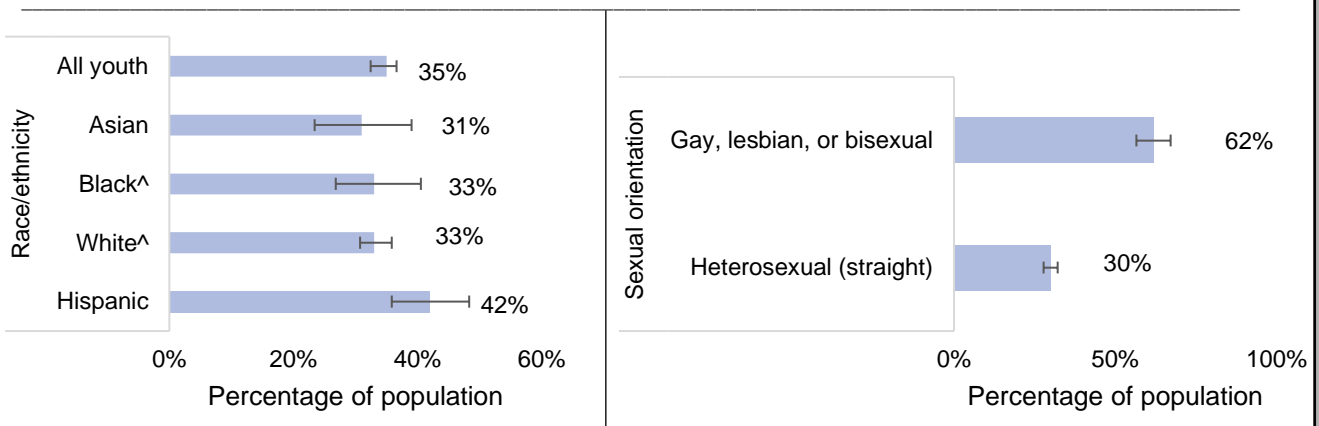 Race/ethnicity
All youth 35%
Asian 31%
Black^ 33%
White^ 33%
Hispanic 42%
0% 20% 40% 60%
Percentage of population
Sexual orientation
Gay, lesbian, or bisexual 62%
Heterosexual (straight) 30%
0% 50% 100%
Percentage of population